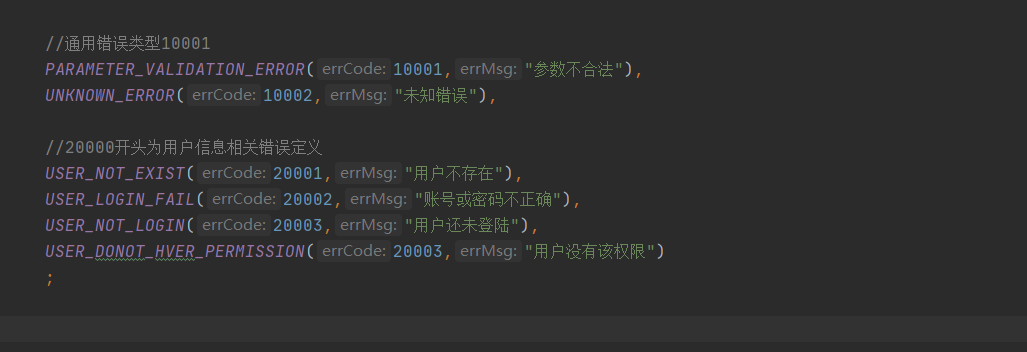 //通用错误类型10001
PARAMETER_VALIDATION_ERROR( errCode: 10001, errMsg: "参数不合法"),
UNKNOWN_ERROR( errCode: 10002, errMsg: "未知错误"),
//20000开头为用户信息相关错误定义
USER_NOT_EXIST( errCode: 20001, errMsg: "用户不存在"),
USER_LOGIN_FAIL( errCode: 20002, errMsg: "账号或密码不正确"),
USER_NOT_LOGIN( errCode: 20003, errMsg: "用户还未登陆"),
USER_DONOT_HVER_PERMISSION( errCode: 20003, errMsg: "用户没有该权限")
;